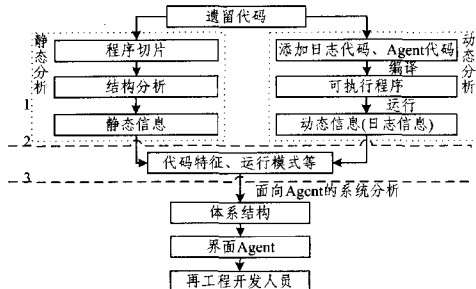 遗留代码
静态分析
程序切片
结构分析
静态信息
添加日志代码、Agent代码
编译
可执行程序
运行
动态信息(日志信息)
动态分析
1
2
代码特征、运行模式等
3
面向Agent的系统分析
体系结构
界面Agent
再工程开发人员